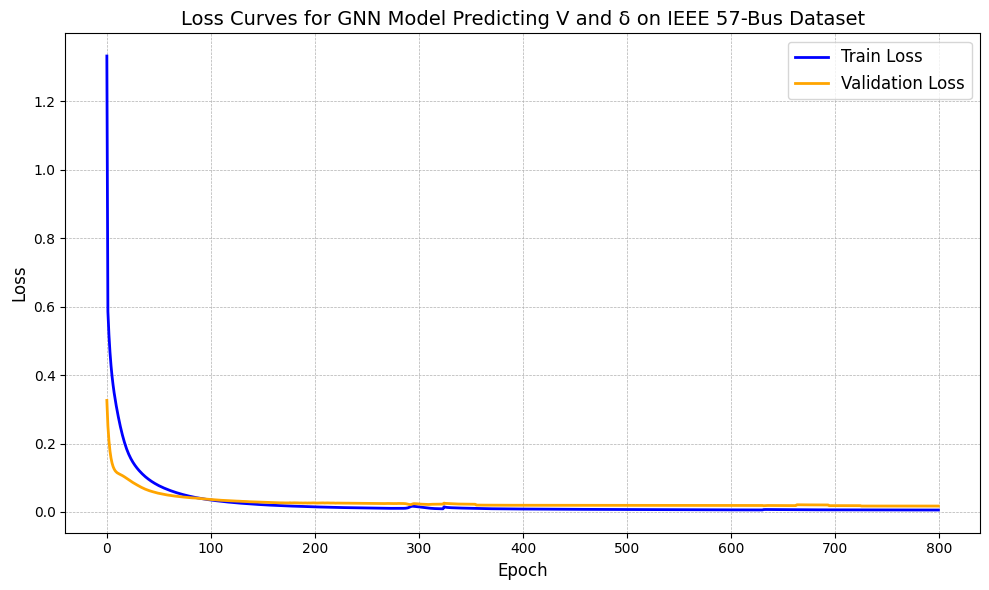 Loss Curves for GNN Model Predicting V and δ on IEEE 57-Bus Dataset
Train Loss
Validation Loss
Loss
1.2
1.0
0.8
0.6
0.4
0.2
0.0
0 100 200 300 400 500 600 700 800
Epoch